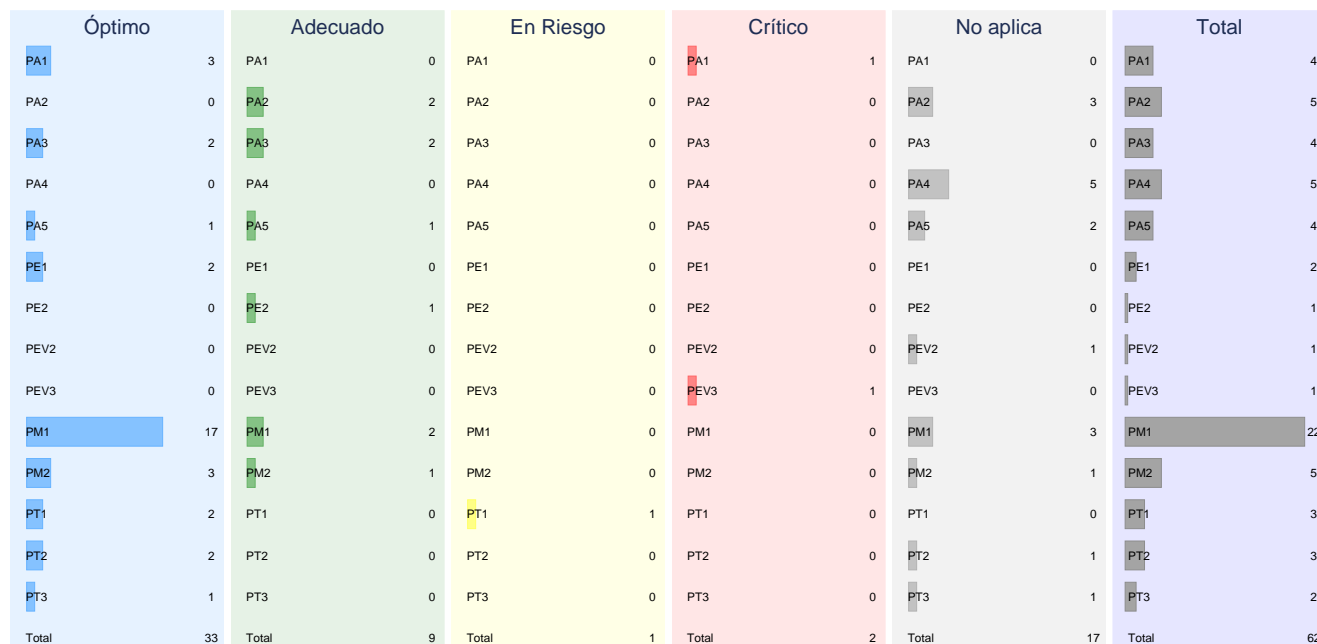 Óptimo Adecuado En Riesgo Crítico No aplica Total
PA1 3 PA1 0 PA1 0 PA1 1 PA1 0 PA1 4
PA2 0 PA2 2 PA2 0 PA2 0 PA2 3 PA2 5
PA3 2 PA3 2 PA3 0 PA3 0 PA3 0 PA3 4
PA4 0 PA4 0 PA4 0 PA4 0 PA4 5 PA4 5
PA5 1 PA5 1 PA5 0 PA5 0 PA5 2 PA5 4
PE1 2 PE1 0 PE1 0 PE1 0 PE1 0 PE1 2
PE2 0 PE2 1 PE2 0 PE2 0 PE2 0 PE2 1
PEV2 0 PEV2 0 PEV2 0 PEV2 0 PEV2 1 PEV2 1
PEV3 0 PEV3 0 PEV3 0 PEV3 1 PEV3 0 PEV3 1
PM1 17 PM1 2 PM1 0 PM1 0 PM1 3 PM1 22
PM2 3 PM2 1 PM2 0 PM2 0 PM2 1 PM2 5
PT1 2 PT1 0 PT1 1 PT1 0 PT1 0 PT1 3
PT2 2 PT2 0 PT2 0 PT2 0 PT2 1 PT2 3
PT3 1 PT3 0 PT3 0 PT3 0 PT3 1 PT3 2
Total 33 Total 9 Total 1 Total 2 Total 17 Total 62